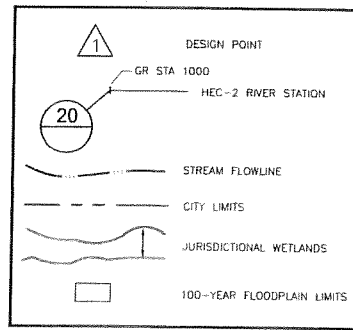 1
DESIGN POINT
GR STA 1000
HEC-2 RIVER STATION
20
STREAM FLOWLINE
CITY LIMITS
JURISDICTIONAL WETLANDS
100-YEAR FLOODPLAIN LIMITS